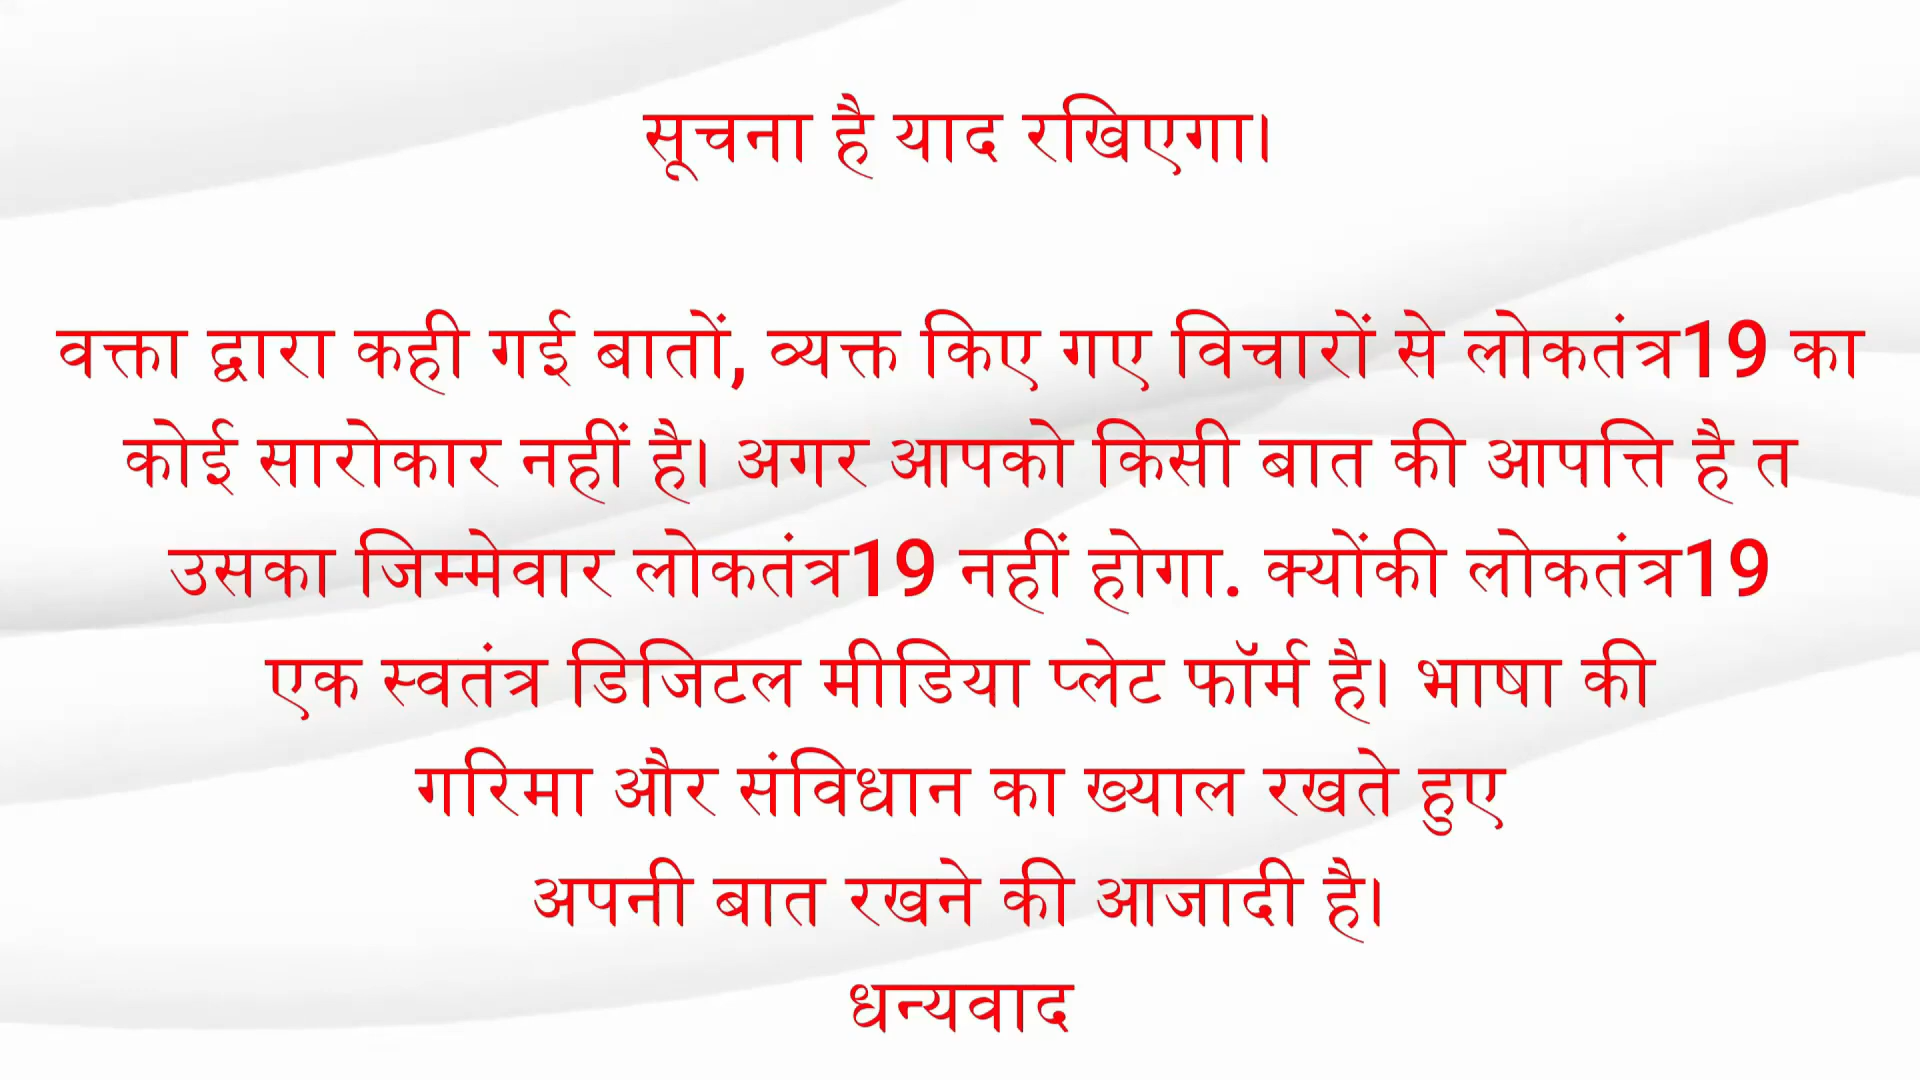 सूचना है याद रखिएगा।
वक्ता द्वारा कही गई बातों, व्यक्त किए गए विचारों से लोकतंत्र19 का
कोई सारोकार नहीं है। अगर आपको किसी बात की आपत्ति है त
उसका जिम्मेवार लोकतंत्र19 नहीं होगा. क्योंकी लोकतंत्र19
एक स्वतंत्र डिजिटल मीडिया प्लेट फॉर्म है। भाषा की
गरिमा और संविधान का ख्याल रखते हुए
अपनी बात रखने की आजादी है।
धन्यवाद